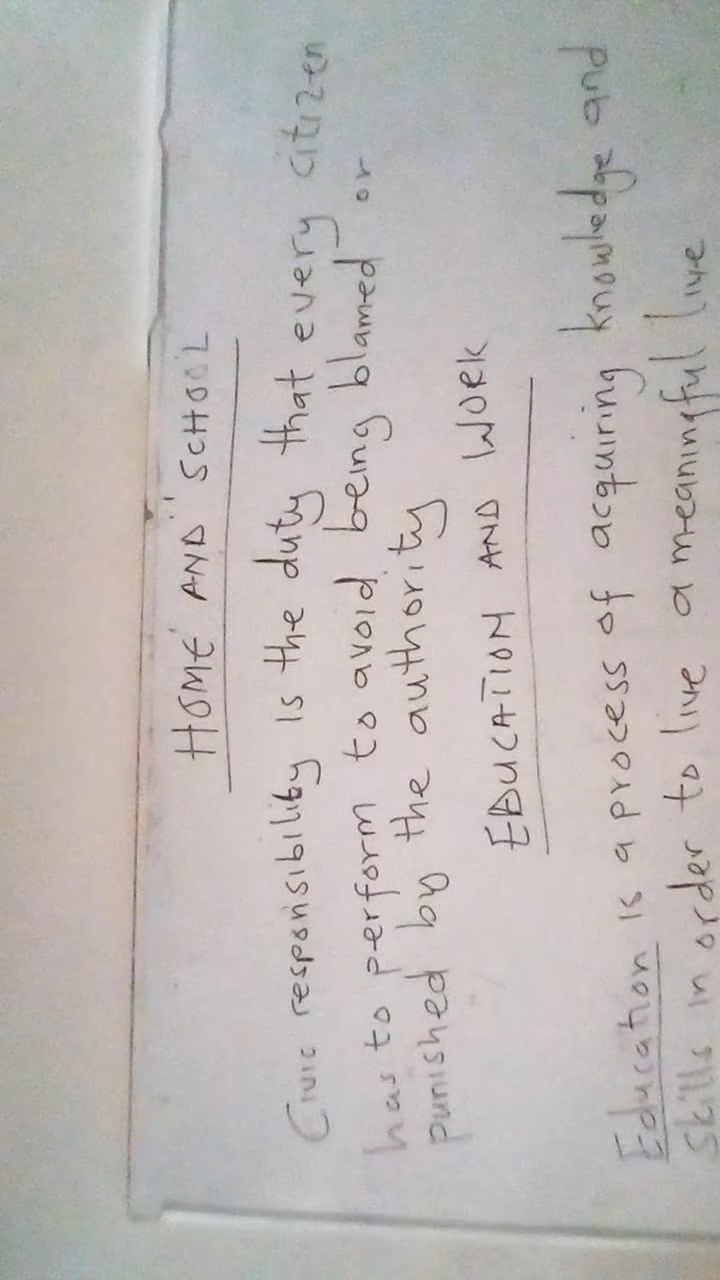 HOME AND SCHOOL
Civic responsibility is the duty that every citizen
has to perform to avoid being blamed or
punished by the authority
EDUCATION AND WORK
Education is a process of acquiring knowledge and
skills in order to live a meaningful live